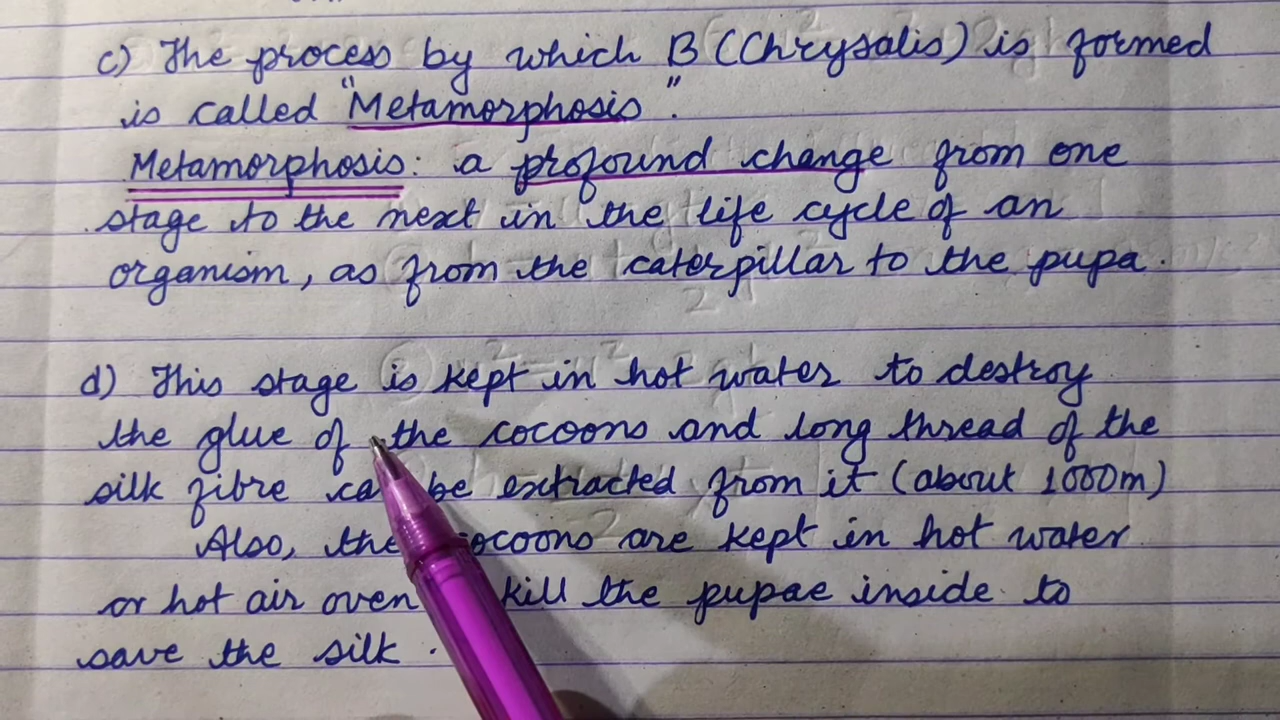 c) The process by which B (Chrysalis) is formed
is called "Metamorphosis".
Metamorphosis: a profound change from one
stage to the next in the life cycle of an
organism, as from the caterpillar to the pupa.
d) This stage is kept in hot water to destroy
the glue of the cocoons and long thread of the
silk fibre be extracted from it (about 1000m)
Also, the cocoons are kept in hot water
or hot air oven kill the pupae inside to
save the silk.